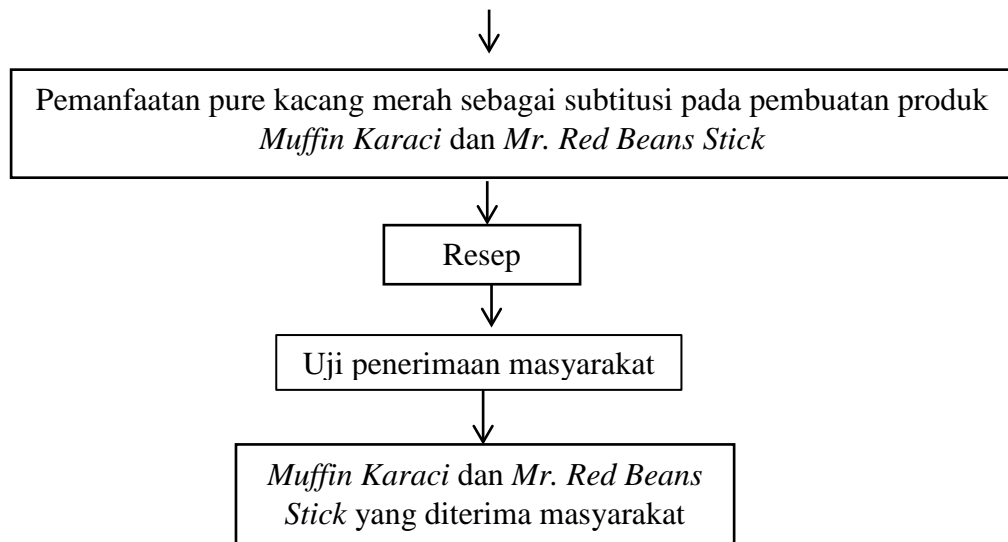 Pemanfaatan pure kacang merah sebagai subtitusi pada pembuatan produk
Muffin Karaci dan Mr. Red Beans Stick
Resep
Uji penerimaan masyarakat
Muffin Karaci dan Mr. Red Beans
Stick yang diterima masyarakat